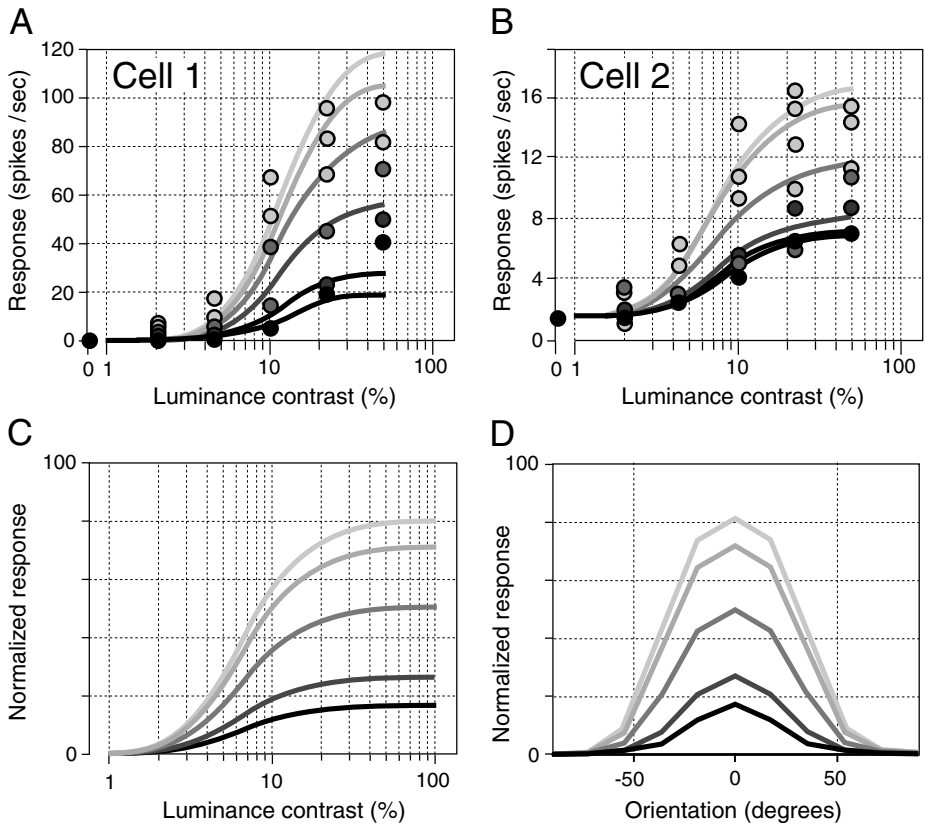 A
Cell 1
Response (spikes / sec)
120
100
80
60
40
20
0
0 1 10 100
Luminance contrast (%)
B
Cell 2
Response (spikes / sec)
16
12
8
4
0
0 1 10 100
Luminance contrast (%)
C
Normalized response
100
0
1 10 100
Luminance contrast (%)
D
Normalized response
100
0
-50 0 50
Orientation (degrees)